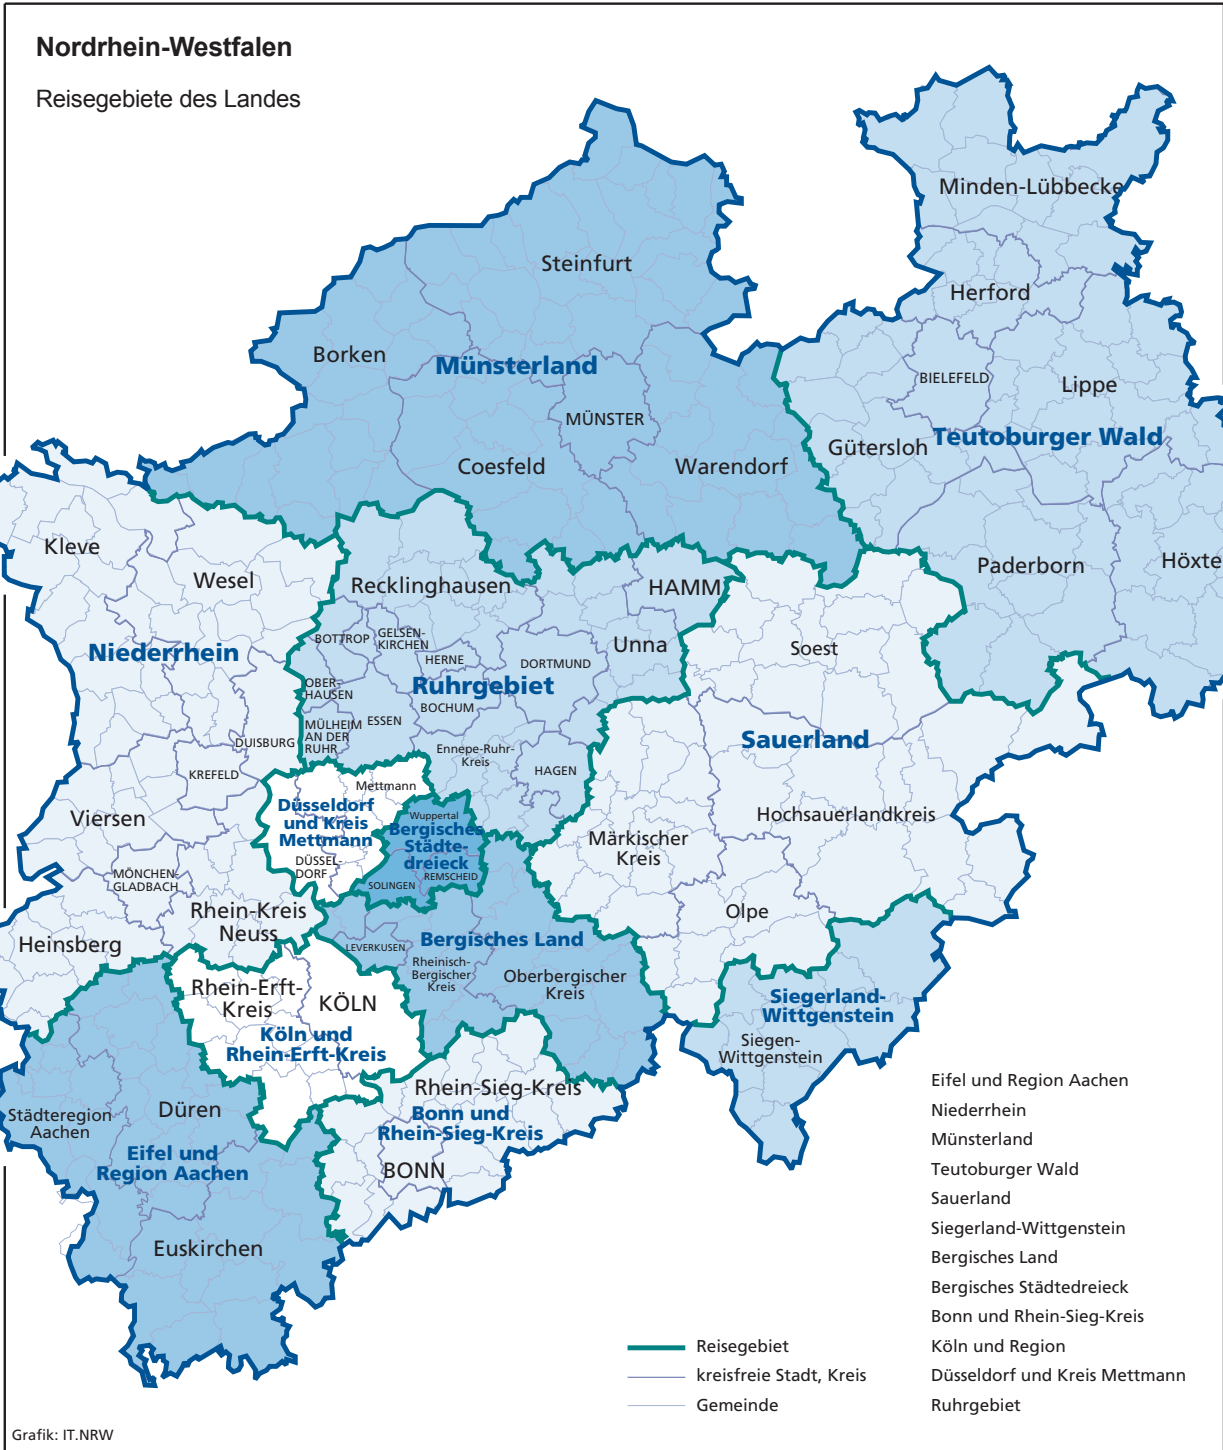 Nordrhein-Westfalen
Reisegebiete des Landes
Minden-Lübbecke
Steinfurt
Herford
Borken
Münsterland
BIELEFELD
Lippe
MÜNSTER
Teutoburger Wald
Gütersloh
Coesfeld
Warendorf
Kleve
Wesel
Recklinghausen
HAMM
Paderborn
Höxte
BOTTROP
GELSEN-
KIRCHEN
Niederrhein
HERNE
DORTMUND
Unna
Soest
OBER-
HAUSEN
Ruhrgebiet
BOCHUM
MÜLHEIM
AN DER
RUHR
ESSEN
DUISBURG
Sauerland
Ennepe-Ruhr-
Kreis
HAGEN
KREFELD
Mettmann
Düsseldorf
und Kreis
Mettmann
Viersen
Wuppertal
Bergisches
Städte-
dreieck
Hochsauerlandkreis
Märkischer
Kreis
DÜSSEL-
DORF
MÖNCHEN-
GLADBACH
SOLINGEN
REMSCHEID
Rhein-Kreis
Neuss
Olpe
Heinsberg
LEVERKUSEN
Bergisches Land
Rheinisch-
Bergischer
Kreis
Oberbergischer
Kreis
Rhein-Erft-
Kreis
KÖLN
Siegerland-
Wittgenstein
Köln und
Rhein-Erft-Kreis
Siegen-
Wittgenstein
Rhein-Sieg-Kreis
Städteregion
Aachen
Düren
Bonn und
Rhein-Sieg-Kreis
Eifel und
Region Aachen
BONN
Euskirchen
Eifel und Region Aachen
Niederrhein
Münsterland
Teutoburger Wald
Sauerland
Siegerland-Wittgenstein
Bergisches Land
Bergisches Städtedreieck
Bonn und Rhein-Sieg-Kreis
Köln und Region
Düsseldorf und Kreis Mettmann
Ruhrgebiet
Reisegebiet
kreisfreie Stadt, Kreis
Gemeinde
Grafik: IT.NRW